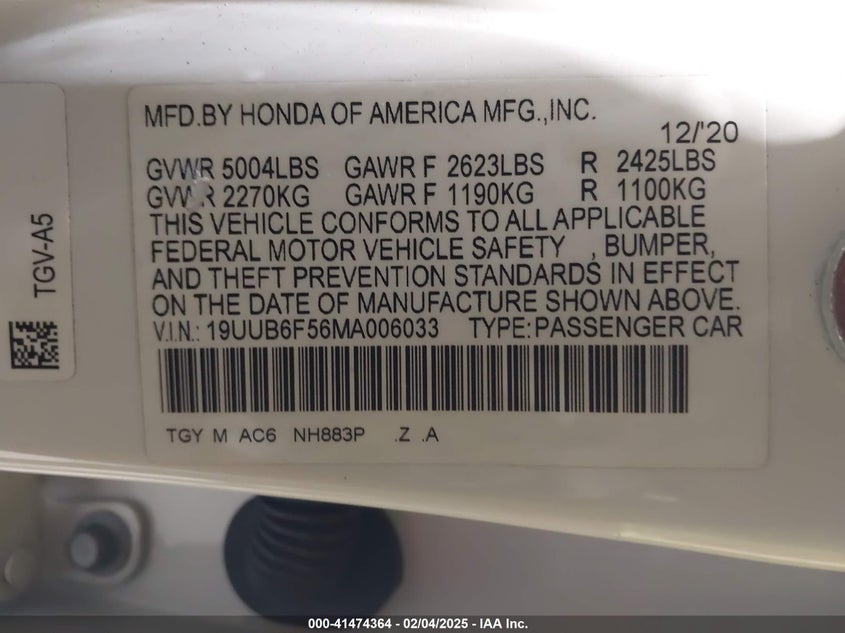 MFD.BY HONDA OF AMERICA MFG.,INC.
12/'20
GVWR 5004LBS GAWR F 2623LBS R 2425LBS
GVWR 2270KG GAWR F 1190KG R 1100KG
THIS VEHICLE CONFORMS TO ALL APPLICABLE
FEDERAL MOTOR VEHICLE SAFETY , BUMPER,
AND THEFT PREVENTION STANDARDS IN EFFECT
ON THE DATE OF MANUFACTURE SHOWN ABOVE.
V.I.N.: 19UUB6F56MA006033 TYPE:PASSENGER CAR
TGY M AC6 NH883P .Z .A
TGV-A5
000-41474364 - 02/04/2025 - IAA Inc.